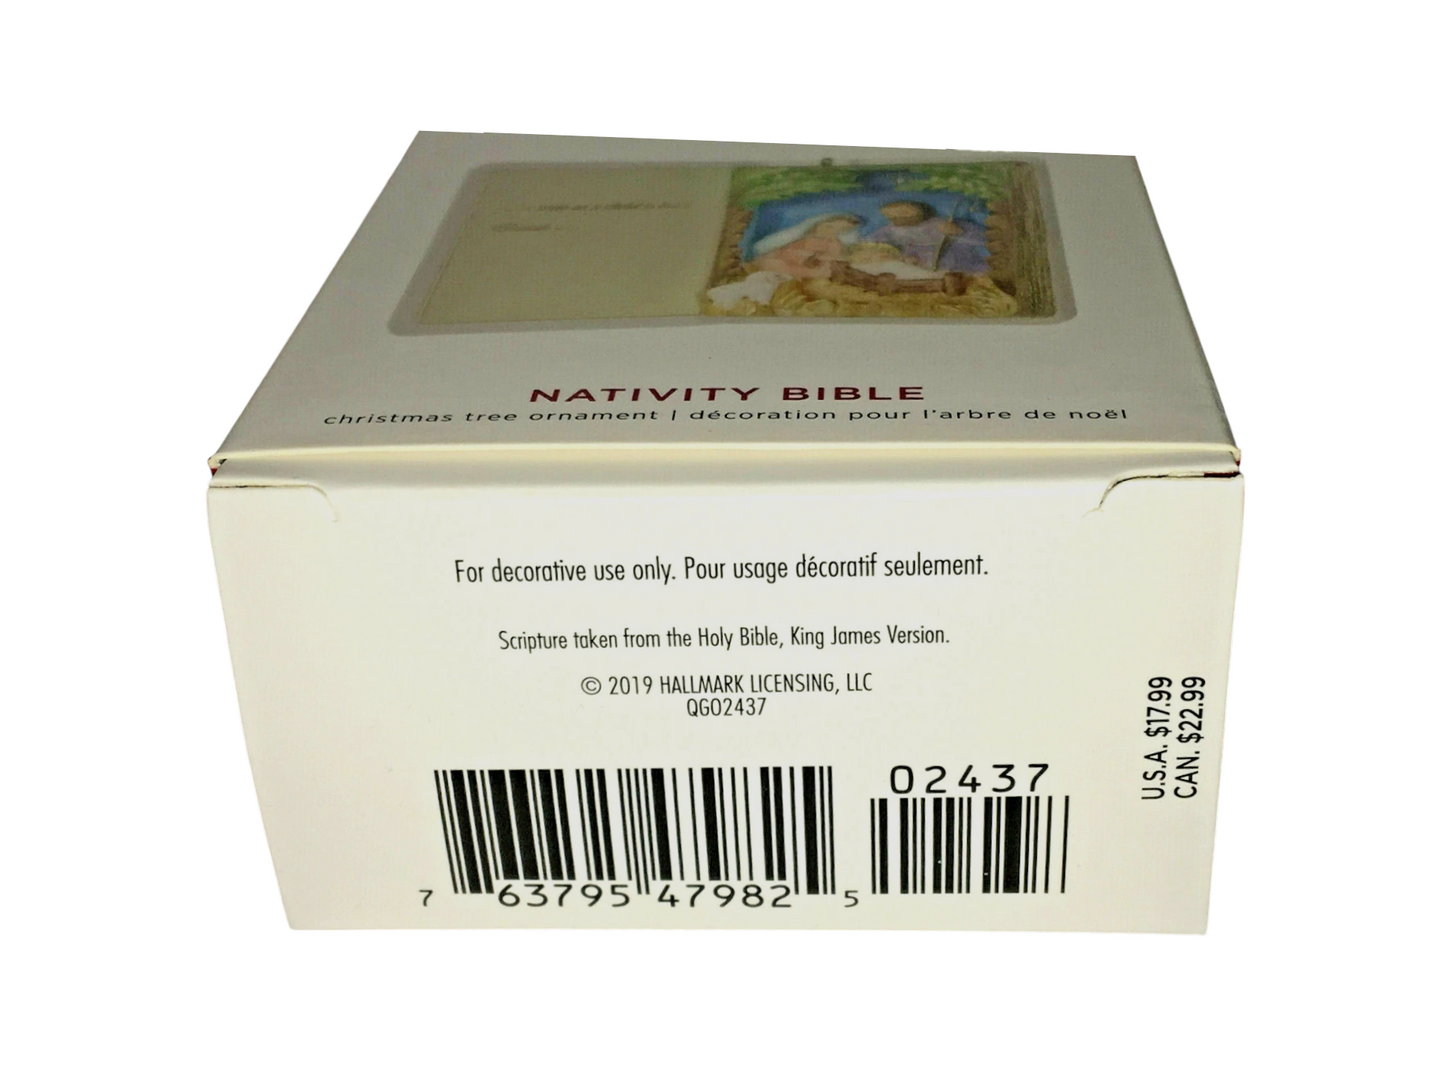 NATIVITY BIBLE
christmas tree ornament | décoration pour l'arbre de noël
For decorative use only. Pour usage décoratif seulement.
Scripture taken from the Holy Bible, King James Version.
© 2019 HALLMARK LICENSING, LLC
QGO2437
U.S.A. $17.99
CAN. $22.99
02437
7 63795 47982 5